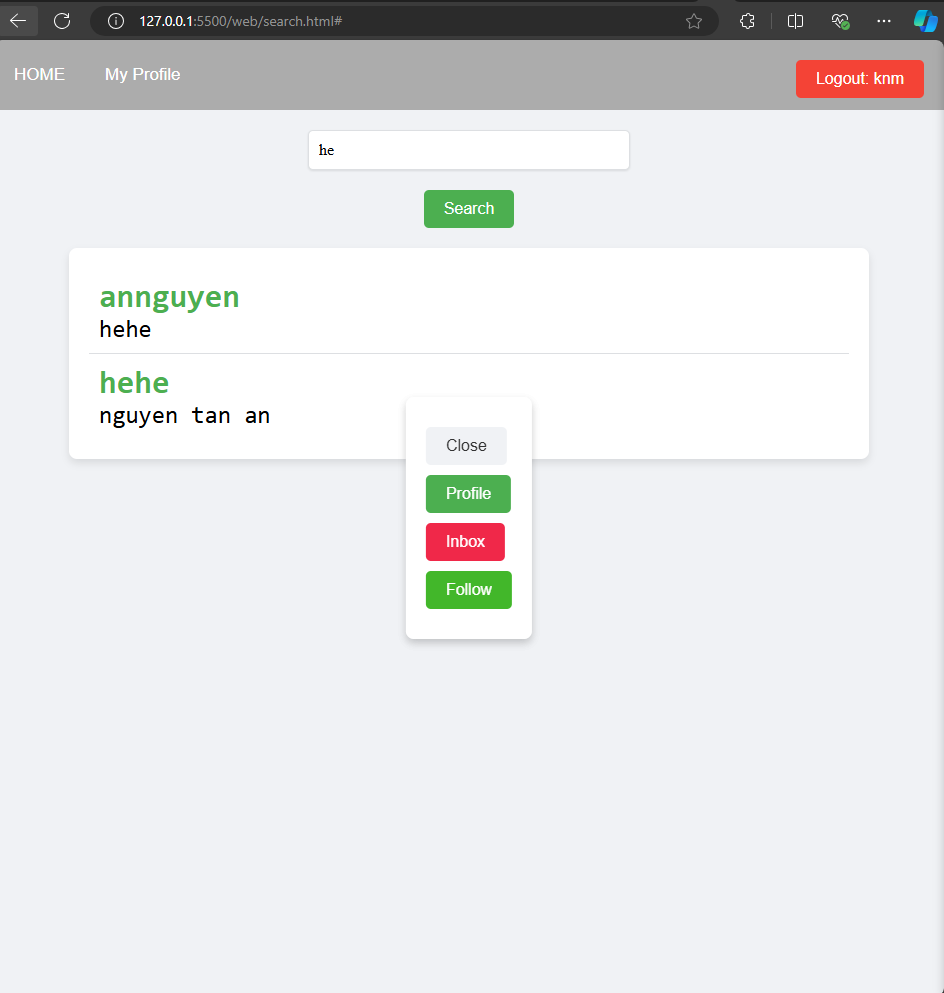 127.0.0.1:5500/web/search.html#
HOME My Profile Logout: knm
he
Search
annguyen
hehe
hehe
nguyen tan an
Close
Profile
Inbox
Follow